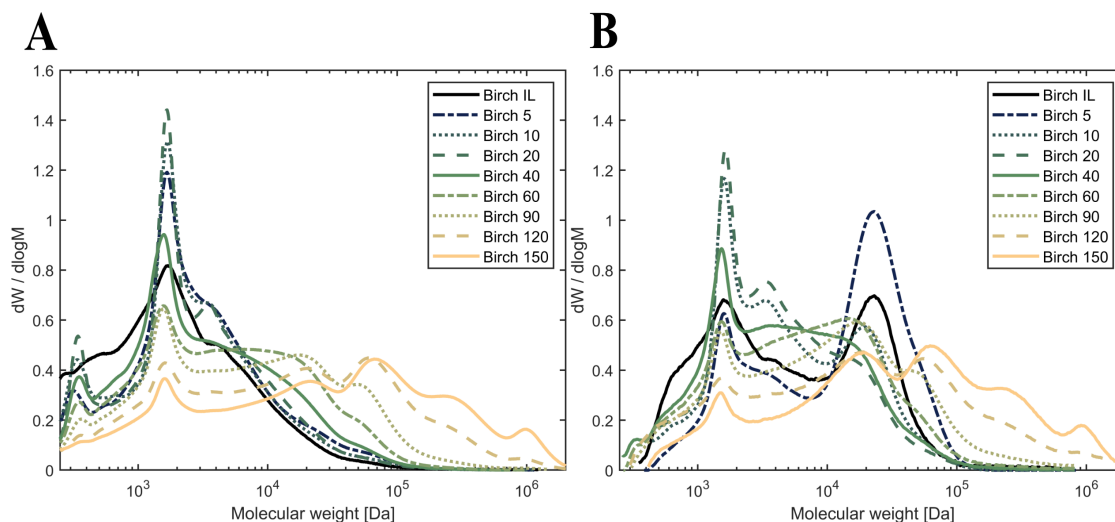 A
1.6
1.4
1.2
1
0.8
0.6
0.4
0.2
0
dW / dlogM
10³
10⁴
10⁵
10⁶
Molecular weight [Da]
Birch IL
Birch 5
Birch 10
Birch 20
Birch 40
Birch 60
Birch 90
Birch 120
Birch 150
B
1.6
1.4
1.2
1
0.8
0.6
0.4
0.2
0
dW / dlogM
10³
10⁴
10⁵
10⁶
Molecular weight [Da]
Birch IL
Birch 5
Birch 10
Birch 20
Birch 40
Birch 60
Birch 90
Birch 120
Birch 150